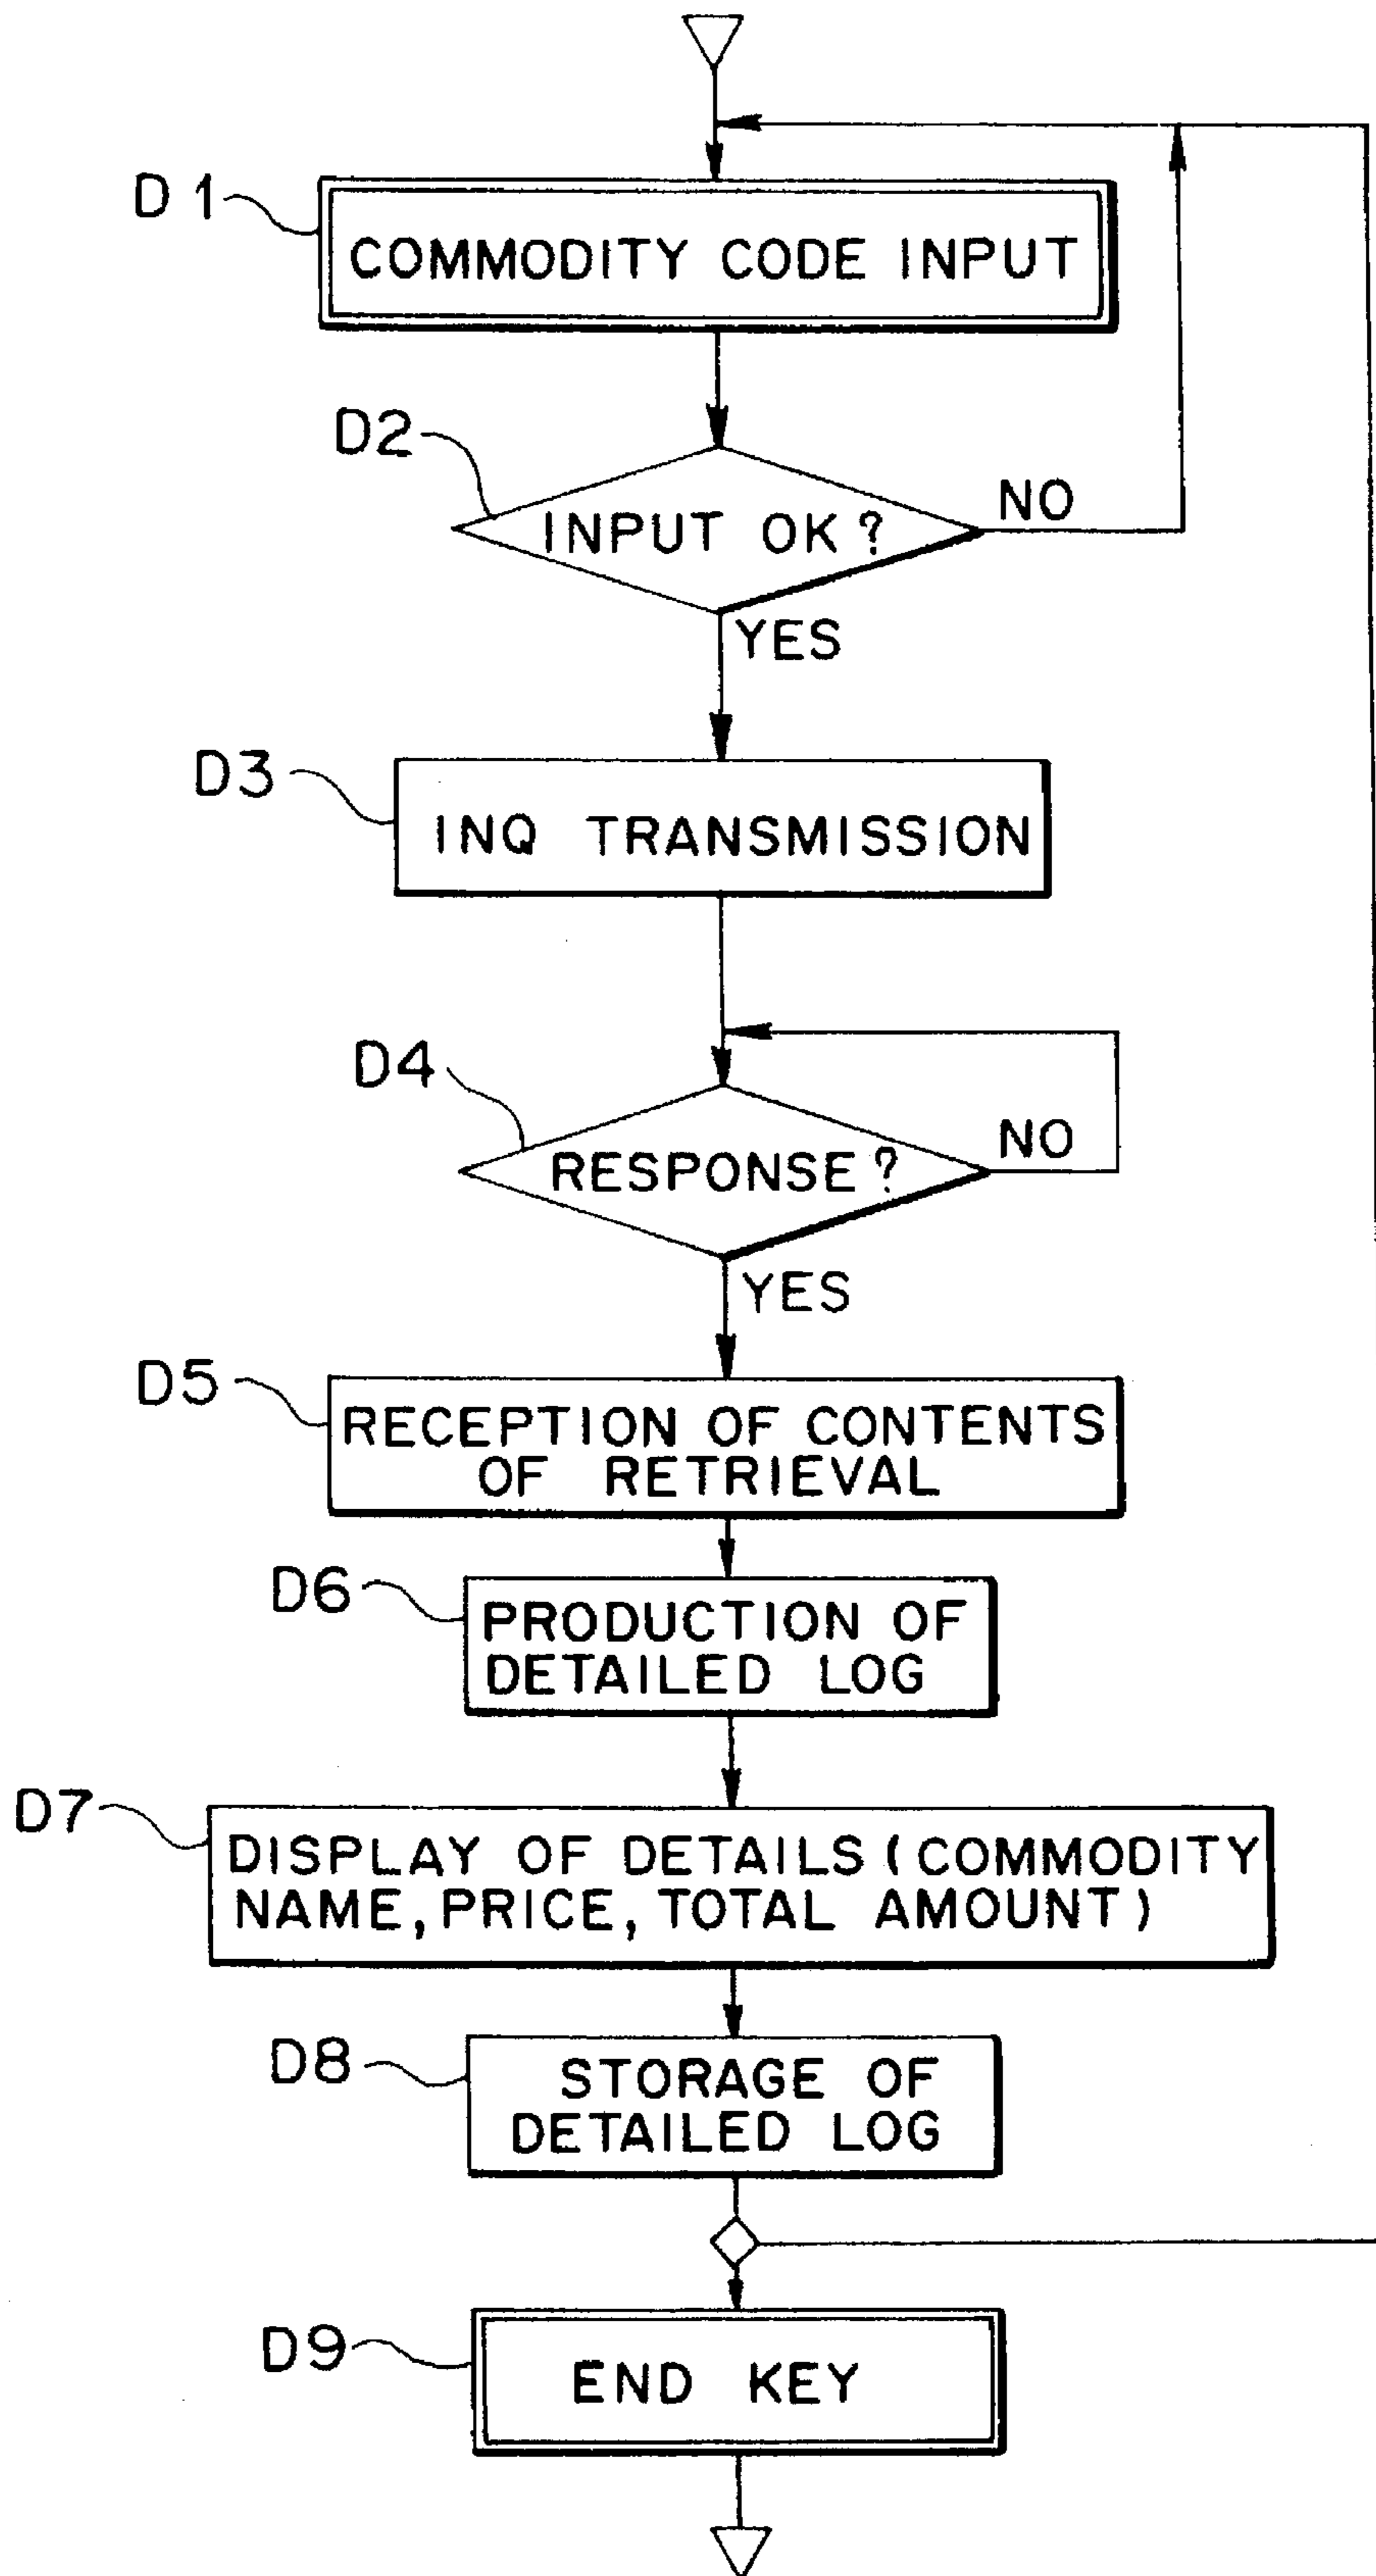 D1
COMMODITY CODE INPUT
D2
INPUT OK?
NO
YES
D3
INQ TRANSMISSION
D4
RESPONSE?
NO
YES
D5
RECEPTION OF CONTENTS
OF RETRIEVAL
D6
PRODUCTION OF
DETAILED LOG
D7
DISPLAY OF DETAILS (COMMODITY
NAME, PRICE, TOTAL AMOUNT)
D8
STORAGE OF
DETAILED LOG
D9
END KEY